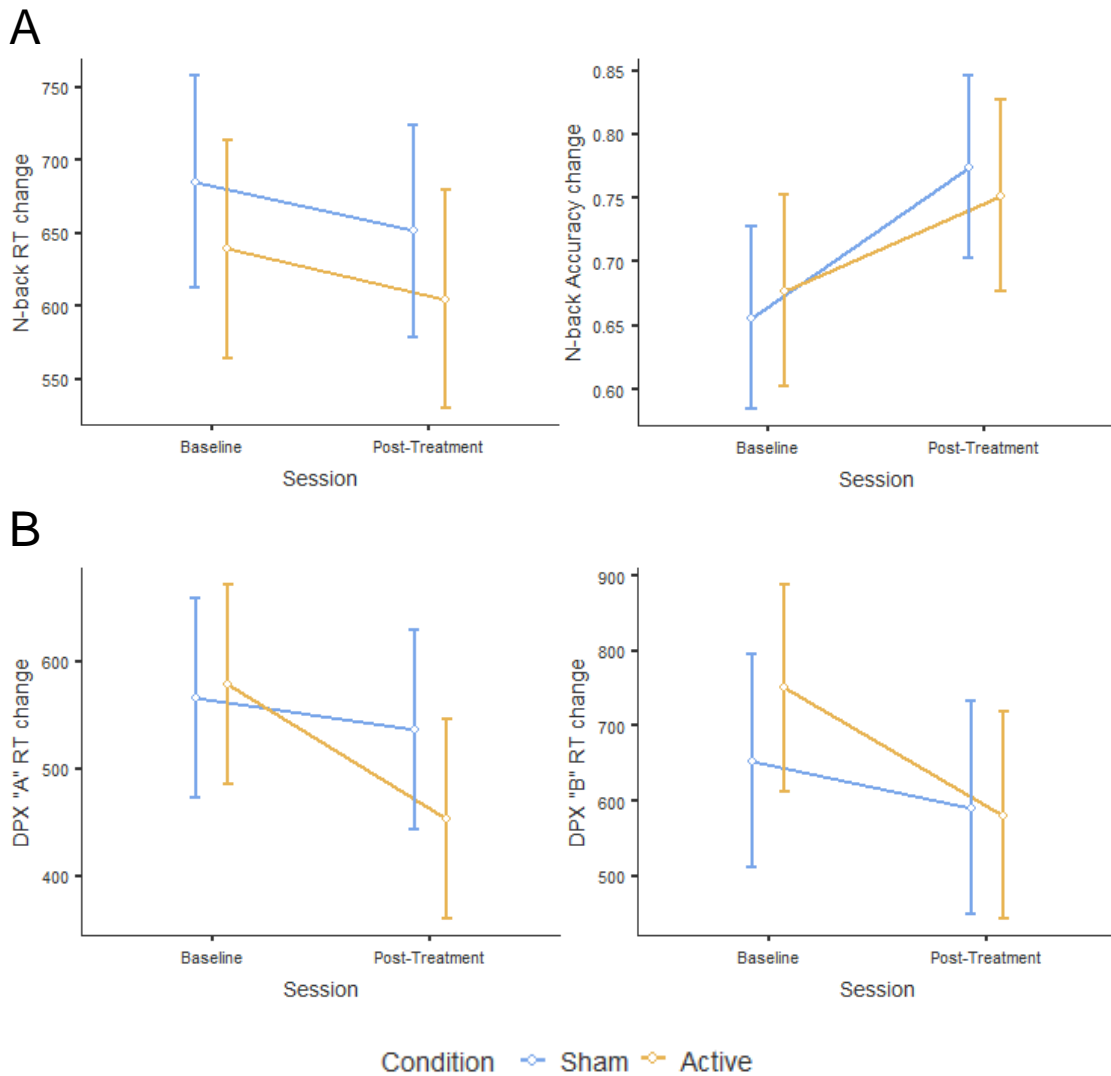 A
N-back RT change
750
700
650
600
550
Baseline
Post-Treatment
Session
N-back Accuracy change
0.85
0.80
0.75
0.70
0.65
0.60
Baseline
Post-Treatment
Session
B
DPX "A" RT change
600
500
400
Baseline
Post-Treatment
Session
DPX "B" RT change
900
800
700
600
500
Baseline
Post-Treatment
Session
Condition Sham Active